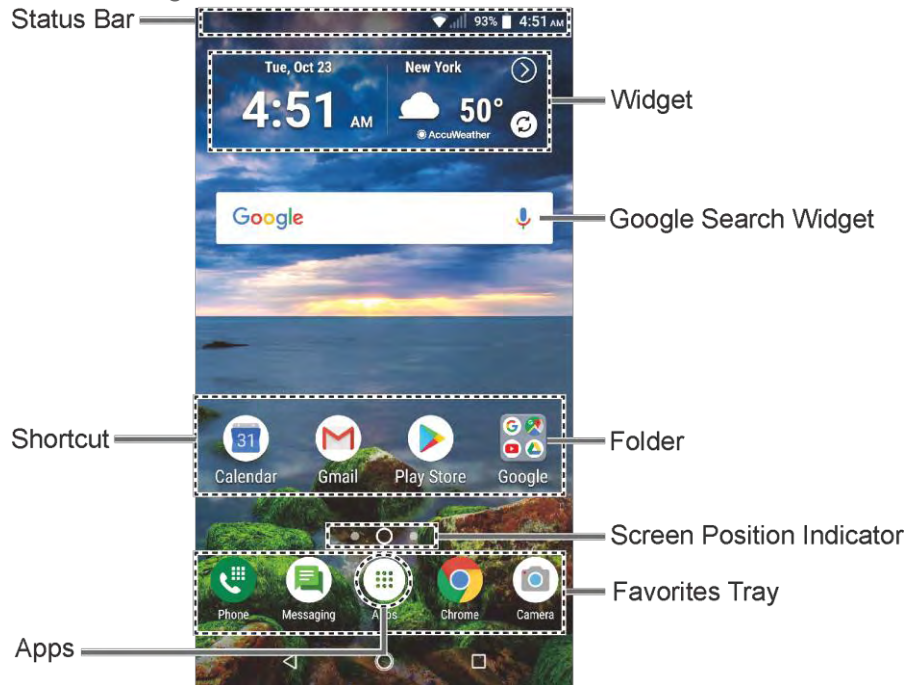 Status Bar
93% 4:51 AM
Tue, Oct 23
New York
4:51 AM
50°
AccuWeather
Widget
Google
Google Search Widget
Shortcut
31
Calendar
Gmail
Play Store
Google
Folder
Screen Position Indicator
Phone
Messaging
Apps
Chrome
Camera
Favorites Tray
Apps